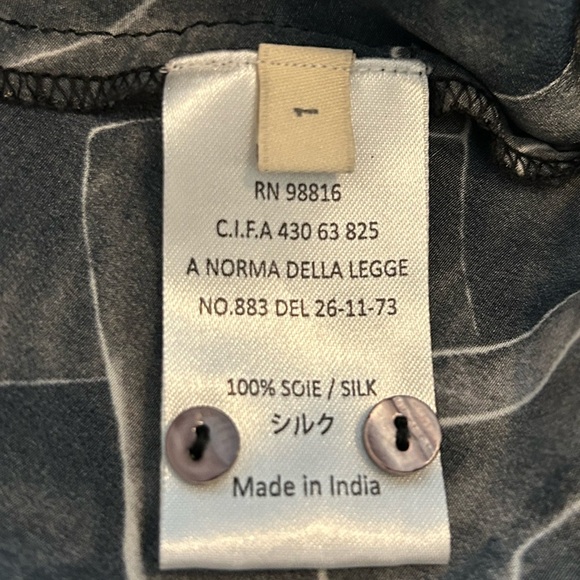 1
RN 98816
C.I.F.A 430 63 825
A NORMA DELLA LEGGE
NO.883 DEL 26-11-73
100% SOIE / SILK
シルク
Made in India